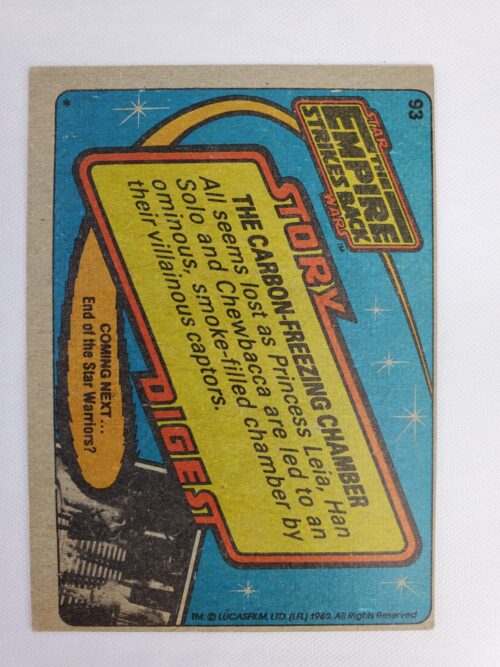 93
STAR
THE
EMPIRE
STRIKES BACK
WARS™
STORY
DIGEST
THE CARBON-FREEZING CHAMBER
All seems lost as Princess Leia, Han
Solo and Chewbacca are led to an
ominous, smoke-filled chamber by
their villainous captors.
COMING NEXT...
End of the Star Warriors?
*
TM: © LUCASFILM, LTD. (LFL) 1980. All Rights Reserved